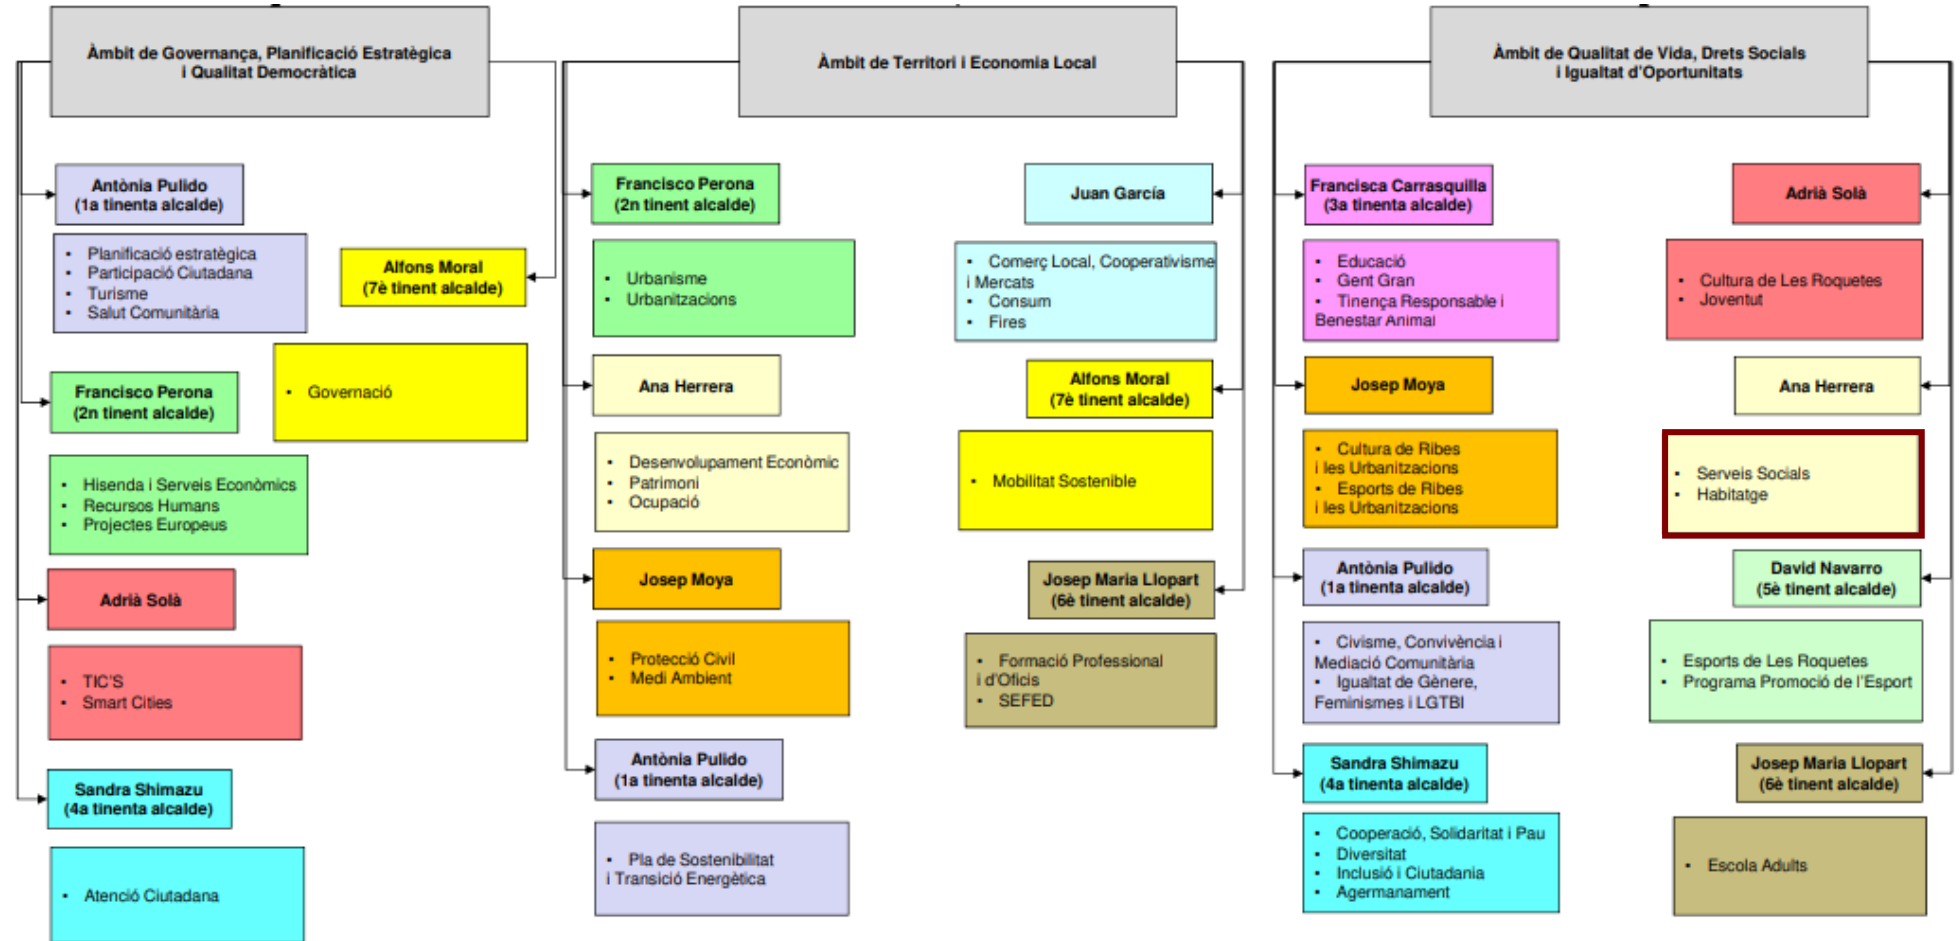 Àmbit de Governança, Planificació Estratègica
i Qualitat Democràtica
Antònia Pulido
(1a tinenta alcalde)
• Planificació estratègica
• Participació Ciutadana
• Turisme
• Salut Comunitària
Alfons Moral
(7è tinent alcalde)
• Governació
Francisco Perona
(2n tinent alcalde)
• Hisenda i Serveis Econòmics
• Recursos Humans
• Projectes Europeus
Adrià Solà
• TIC'S
• Smart Cities
Sandra Shimazu
(4a tinenta alcalde)
• Atenció Ciutadana
Àmbit de Territori i Economia Local
Francisco Perona
(2n tinent alcalde)
• Urbanisme
• Urbanitzacions
Ana Herrera
• Desenvolupament Econòmic
• Patrimoni
• Ocupació
Josep Moya
• Protecció Civil
• Medi Ambient
Antònia Pulido
(1a tinenta alcalde)
• Pla de Sostenibilitat
i Transició Energètica
Juan García
• Comerç Local, Cooperativisme
i Mercats
• Consum
• Fires
Alfons Moral
(7è tinent alcalde)
• Mobilitat Sostenible
Josep Maria Llopart
(6è tinent alcalde)
• Formació Professional
i d'Oficis
• SEFED
Àmbit de Qualitat de Vida, Drets Socials
i Igualtat d'Oportunitats
Francisca Carrasquilla
(3a tinenta alcalde)
• Educació
• Gent Gran
• Tinença Responsable i
Benestar Animal
Josep Moya
• Cultura de Ribes
i les Urbanitzacions
• Esports de Ribes
i les Urbanitzacions
Antònia Pulido
(1a tinenta alcalde)
• Civisme, Convivència i
Mediació Comunitària
• Igualtat de Gènere,
Feminismes i LGTBI
Sandra Shimazu
(4a tinenta alcalde)
• Cooperació, Solidaritat i Pau
• Diversitat
• Inclusió i Ciutadania
• Agermanament
Adrià Solà
• Cultura de Les Roquetes
• Joventut
Ana Herrera
• Serveis Socials
• Habitatge
David Navarro
(5è tinent alcalde)
• Esports de Les Roquetes
• Programa Promoció de l'Esport
Josep Maria Llopart
(6è tinent alcalde)
• Escola Adults